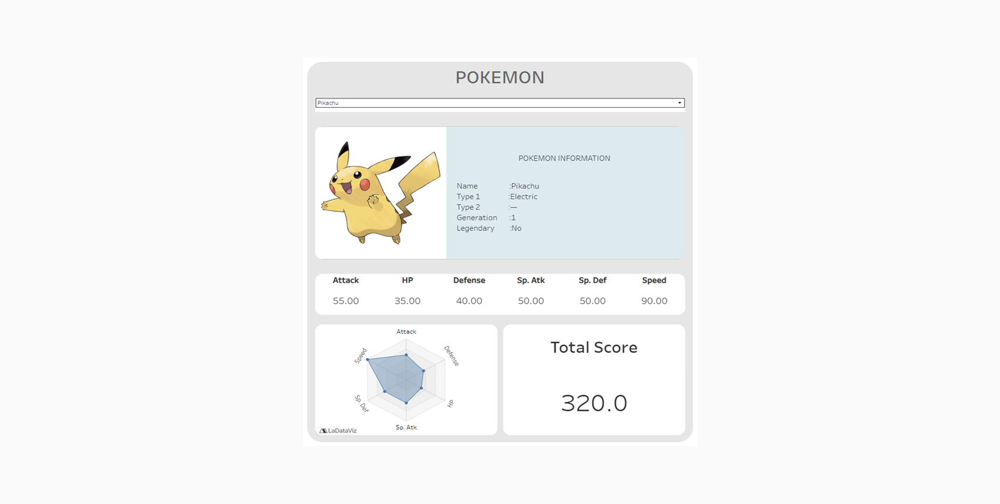 POKEMON
Pikachu
POKEMON INFORMATION
Name :Pikachu
Type 1 :Electric
Type 2 :—
Generation :1
Legendary :No
Attack HP Defense Sp. Atk Sp. Def Speed
55.00 35.00 40.00 50.00 50.00 90.00
Attack
Speed
Defense
Sp. Def
HP
Sp. Atk
LaDataViz
Total Score
320.0